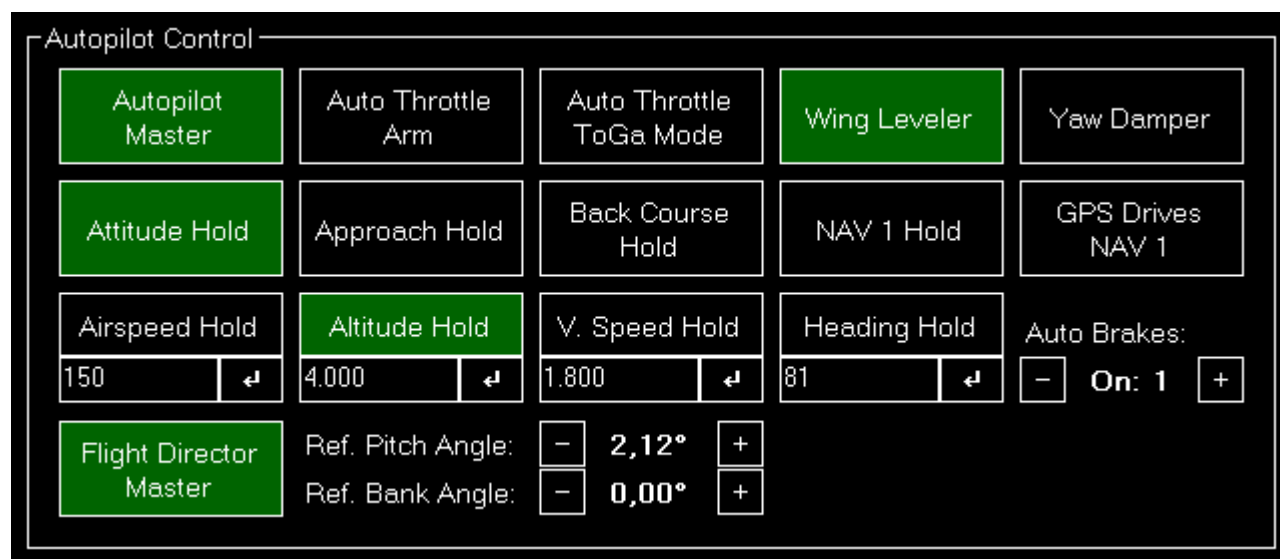 Autopilot Control
Autopilot
Master
Auto Throttle
Arm
Auto Throttle
ToGa Mode
Wing Leveler
Yaw Damper
Attitude Hold
Approach Hold
Back Course
Hold
NAV 1 Hold
GPS Drives
NAV 1
Airspeed Hold
150
Altitude Hold
4.000
V. Speed Hold
1.800
Heading Hold
81
Auto Brakes:
− On: 1 +
Flight Director
Master
Ref. Pitch Angle: − 2,12° +
Ref. Bank Angle: − 0,00° +